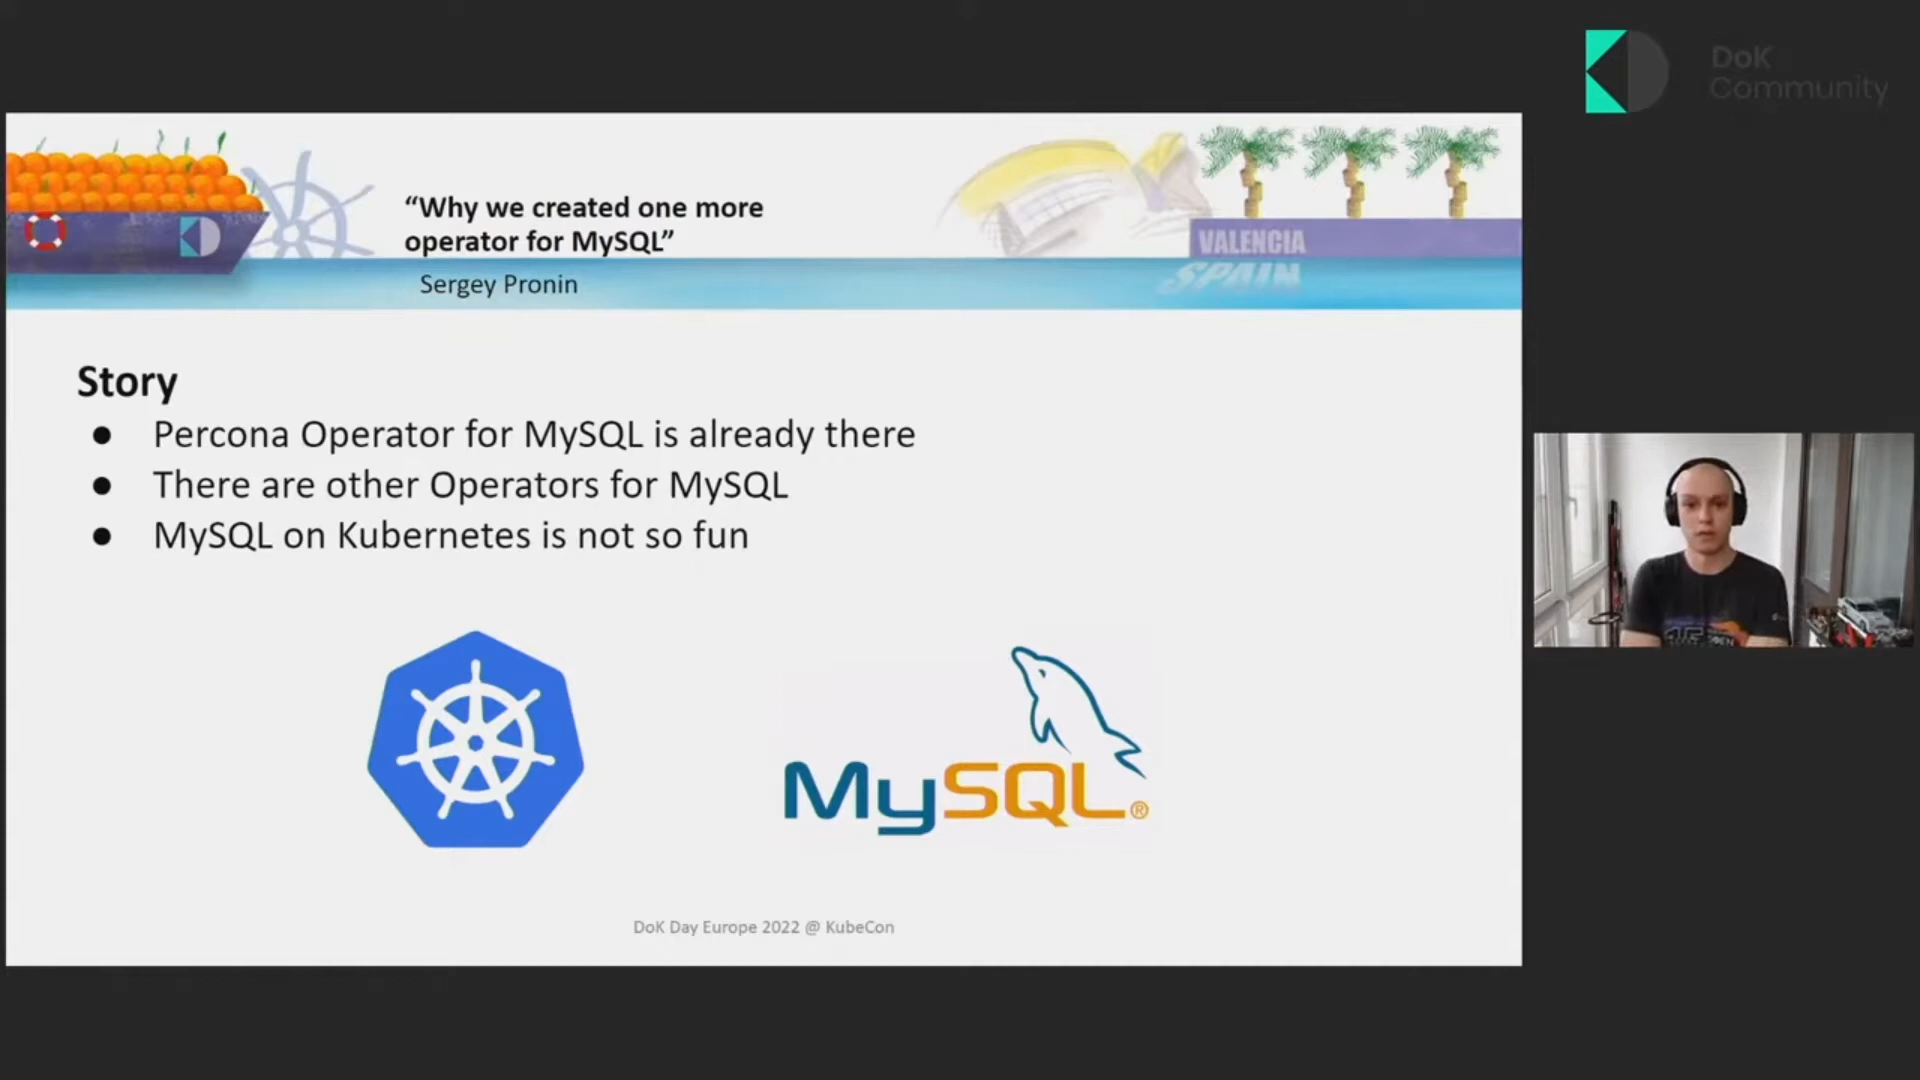 DoK
Community
“Why we created one more
operator for MySQL”
Sergey Pronin
VALENCIA
SPAIN
Story
● Percona Operator for MySQL is already there
● There are other Operators for MySQL
● MySQL on Kubernetes is not so fun
MySQL®
DoK Day Europe 2022 @ KubeCon